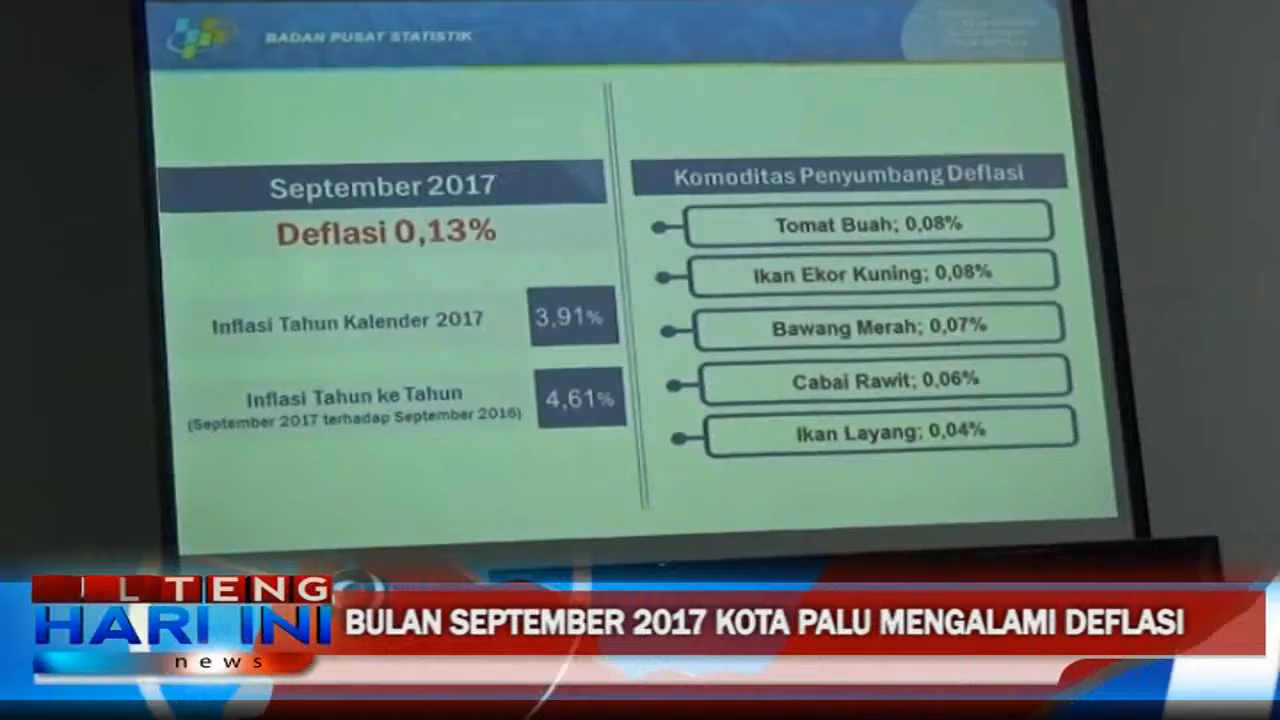 BADAN PUSAT STATISTIK
September 2017
Deflasi 0,13%
Inflasi Tahun Kalender 2017
3,91%
Inflasi Tahun ke Tahun
(September 2017 terhadap September 2016)
4,61%
Komoditas Penyumbang Deflasi
Tomat Buah; 0,08%
Ikan Ekor Kuning; 0,08%
Bawang Merah; 0,07%
Cabai Rawit; 0,06%
Ikan Layang; 0,04%
LTENG
HARI INI
news
BULAN SEPTEMBER 2017 KOTA PALU MENGALAMI DEFLASI